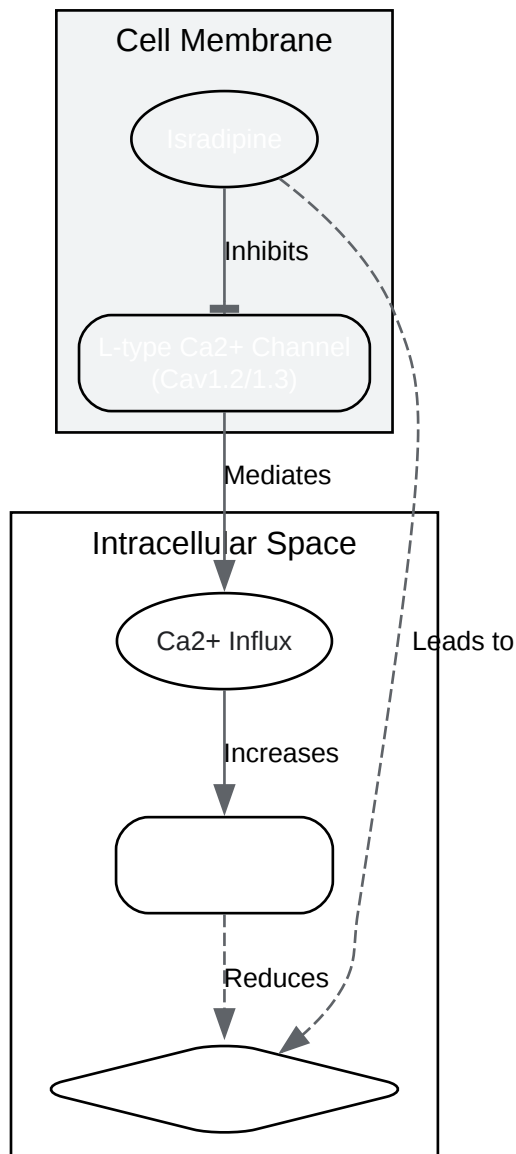 Cell Membrane
Isradipine
Inhibits
L-type Ca2+ Channel
(Cav1.2/1.3)
Mediates
Intracellular Space
Ca2+ Influx
Leads to
Increases
Reduces